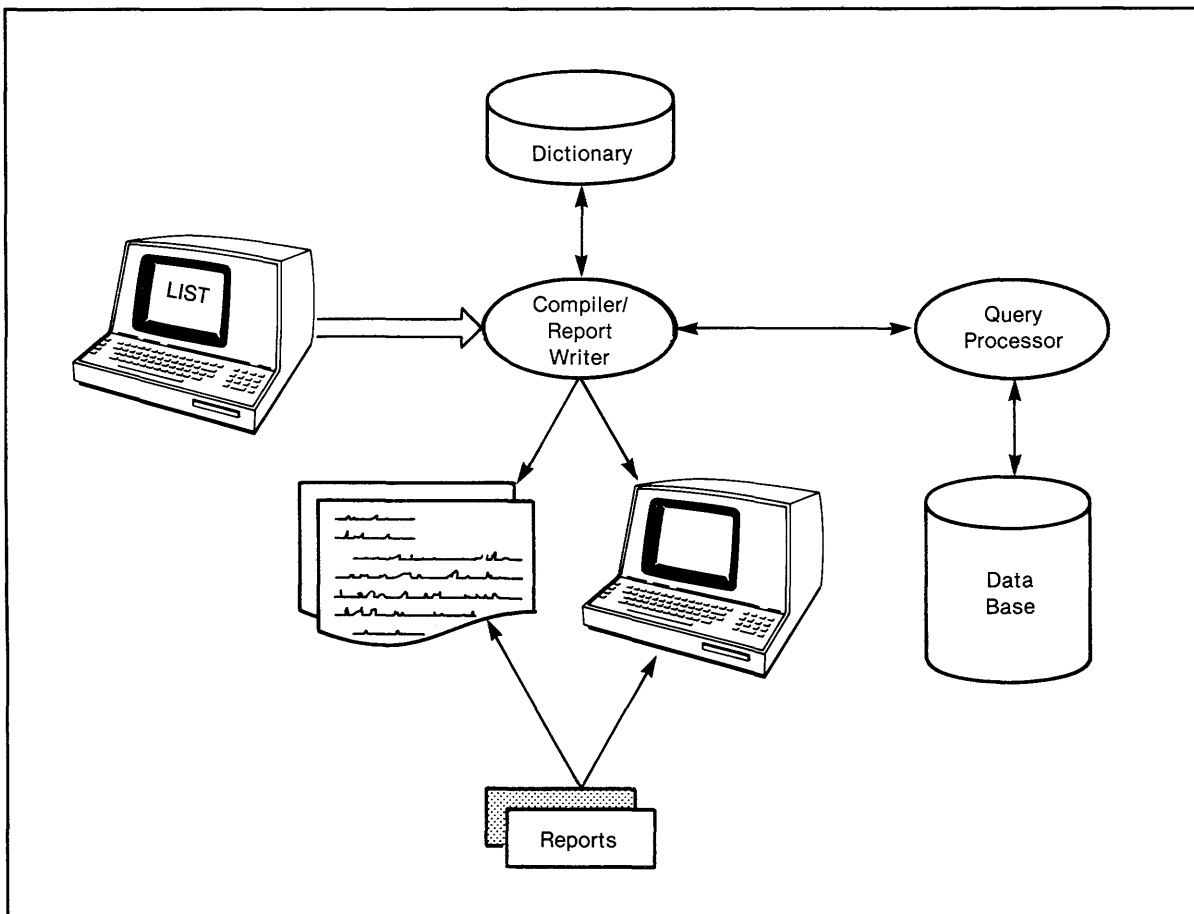 Dictionary
LIST
Compiler/
Report
Writer
Query
Processor
Data
Base
Reports